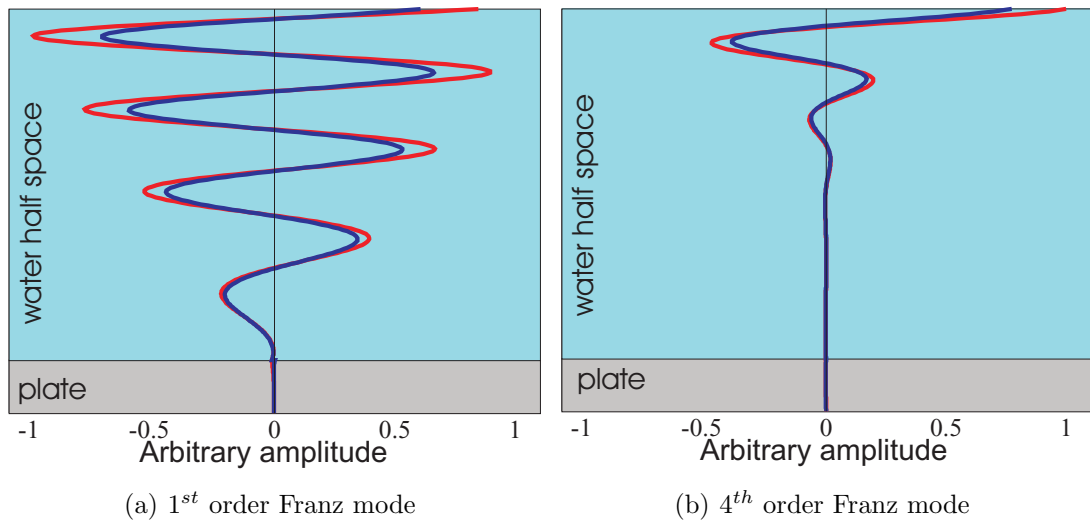 water half space
plate
-1 -0.5 0 0.5 1
Arbitrary amplitude
(a) 1st order Franz mode
water half space
plate
-1 -0.5 0 0.5 1
Arbitrary amplitude
(b) 4th order Franz mode